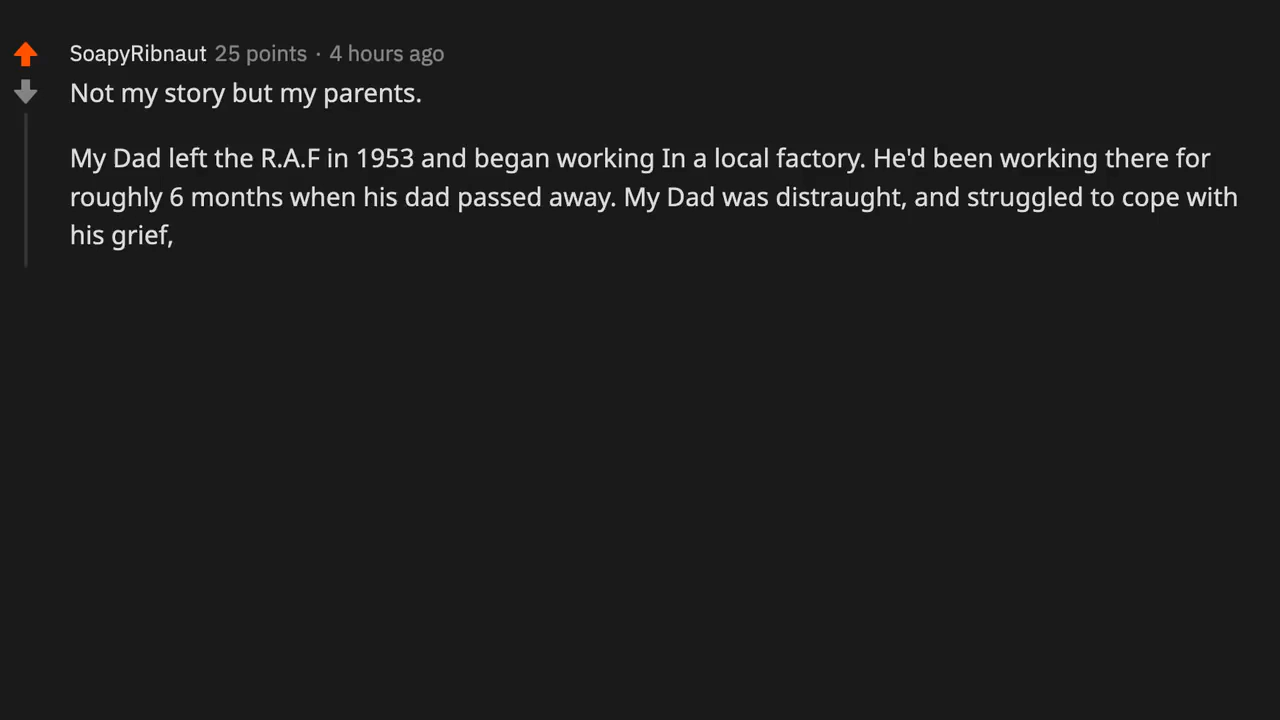 SoapyRibnaut 25 points · 4 hours ago
Not my story but my parents.
My Dad left the R.A.F in 1953 and began working In a local factory. He'd been working there for
roughly 6 months when his dad passed away. My Dad was distraught, and struggled to cope with
his grief,